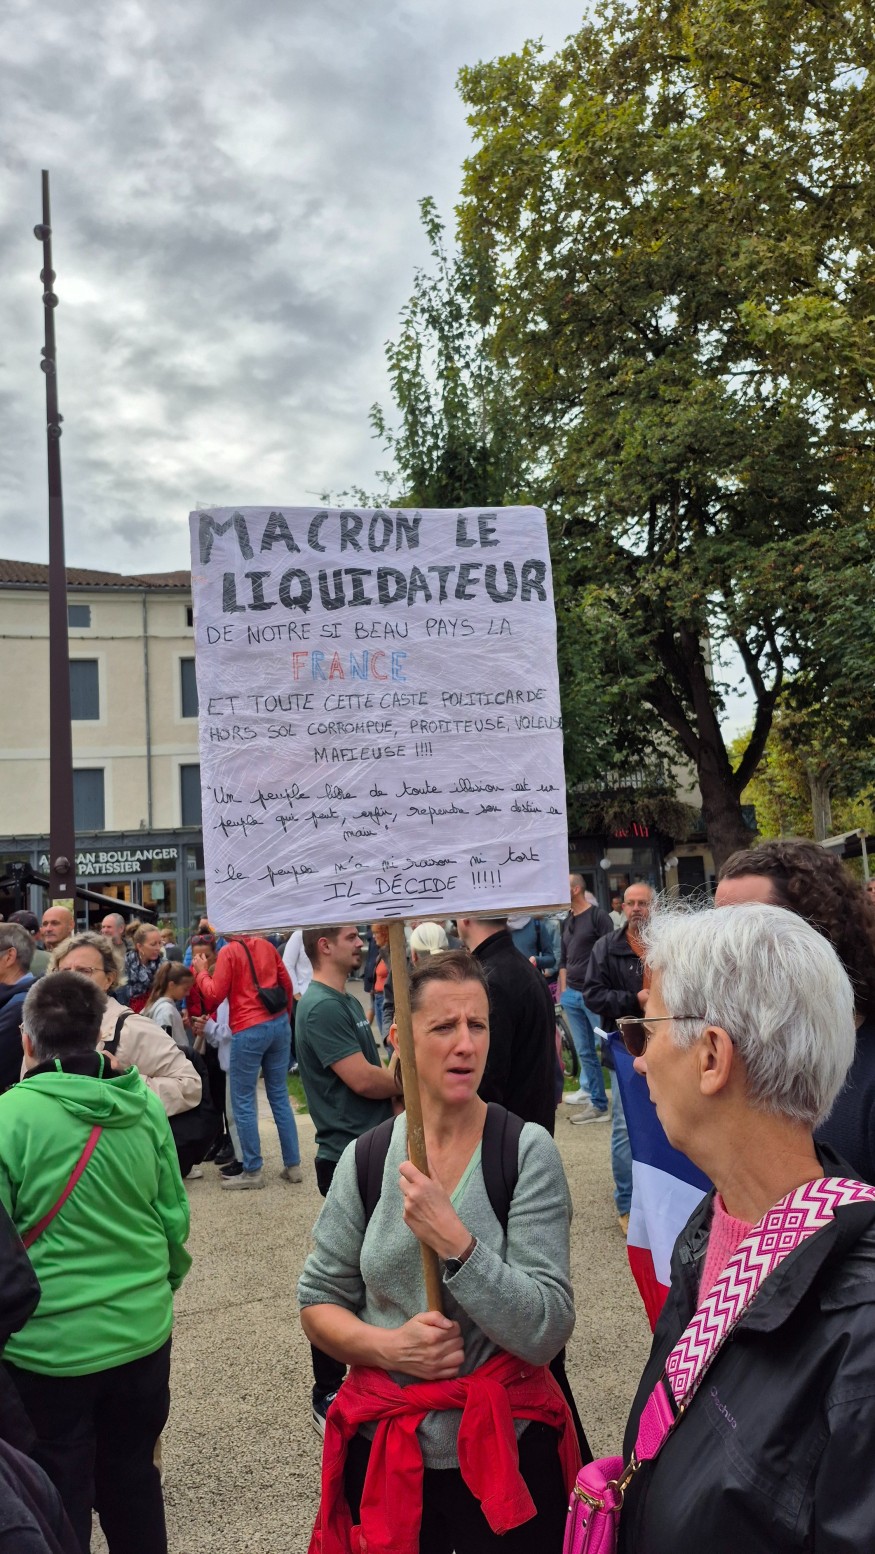 MACRON LE
LIQUIDATEUR
DE NOTRE SI BEAU PAYS LA
FRANCE
ET TOUTE CETTE CASTE POLITICARDE
HORS SOL CORROMPUE, PROFITEUSE, VOLEUSE
MAFIEUSE !!!!
"Un peuple libre de toute illusion est un
peuple qui peut, enfin, reprendre son destin en
main".
"le peuple n'a ni raison ni tort
IL DÉCIDE !!!!!
AN BOULANGER
PÂTISSIER